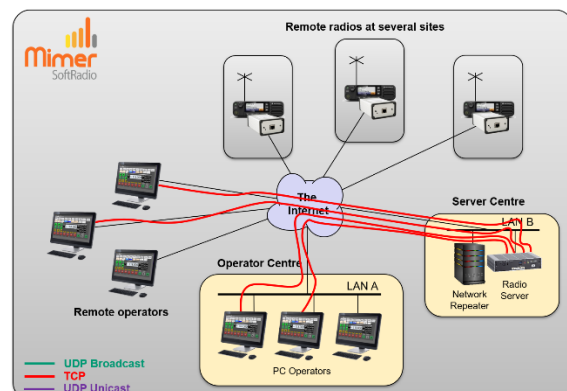 Mimer
SoftRadio
Remote radios at several sites
The
Internet
Server Centre
LAN B
Network
Repeater
Radio
Server
Operator Centre
LAN A
PC Operators
Remote operators
UDP Broadcast
TCP
UDP Unicast